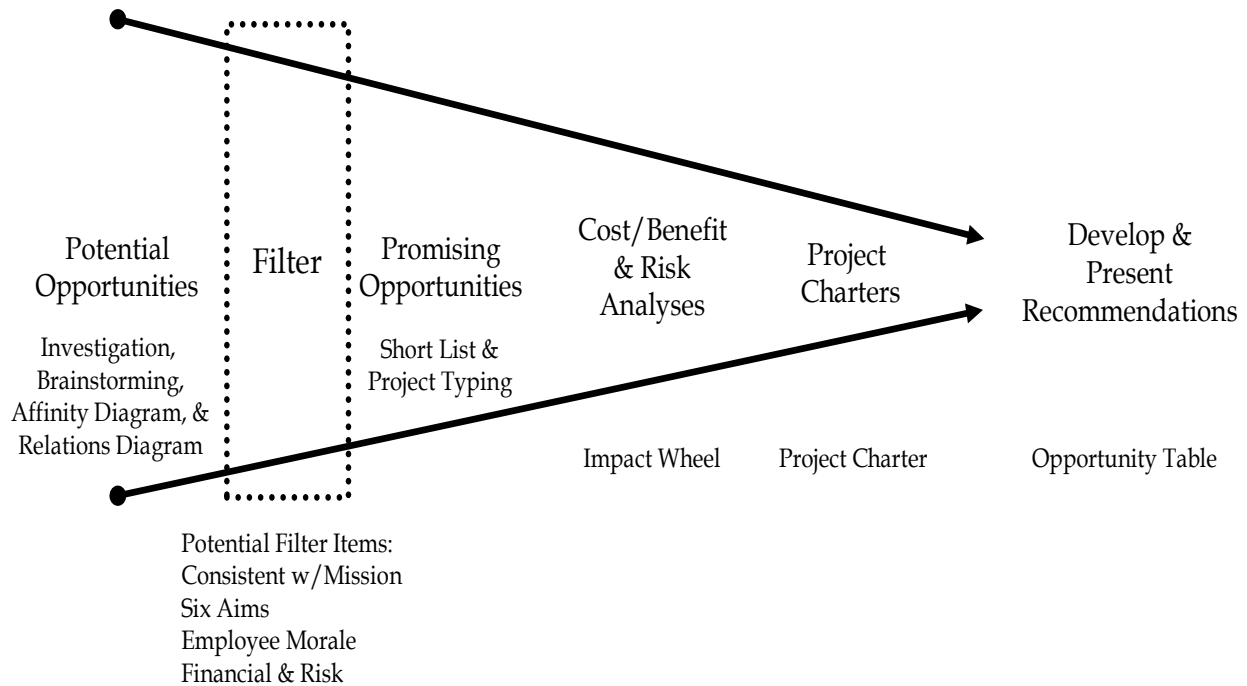 Potential
Opportunities
Investigation,
Brainstorming,
Affinity Diagram, &
Relations Diagram
Filter
Promising
Opportunities
Short List &
Project Typing
Cost/Benefit
& Risk
Analyses
Impact Wheel
Project
Charters
Project Charter
Develop &
Present
Recommendations
Opportunity Table
Potential Filter Items:
Consistent w/Mission
Six Aims
Employee Morale
Financial & Risk